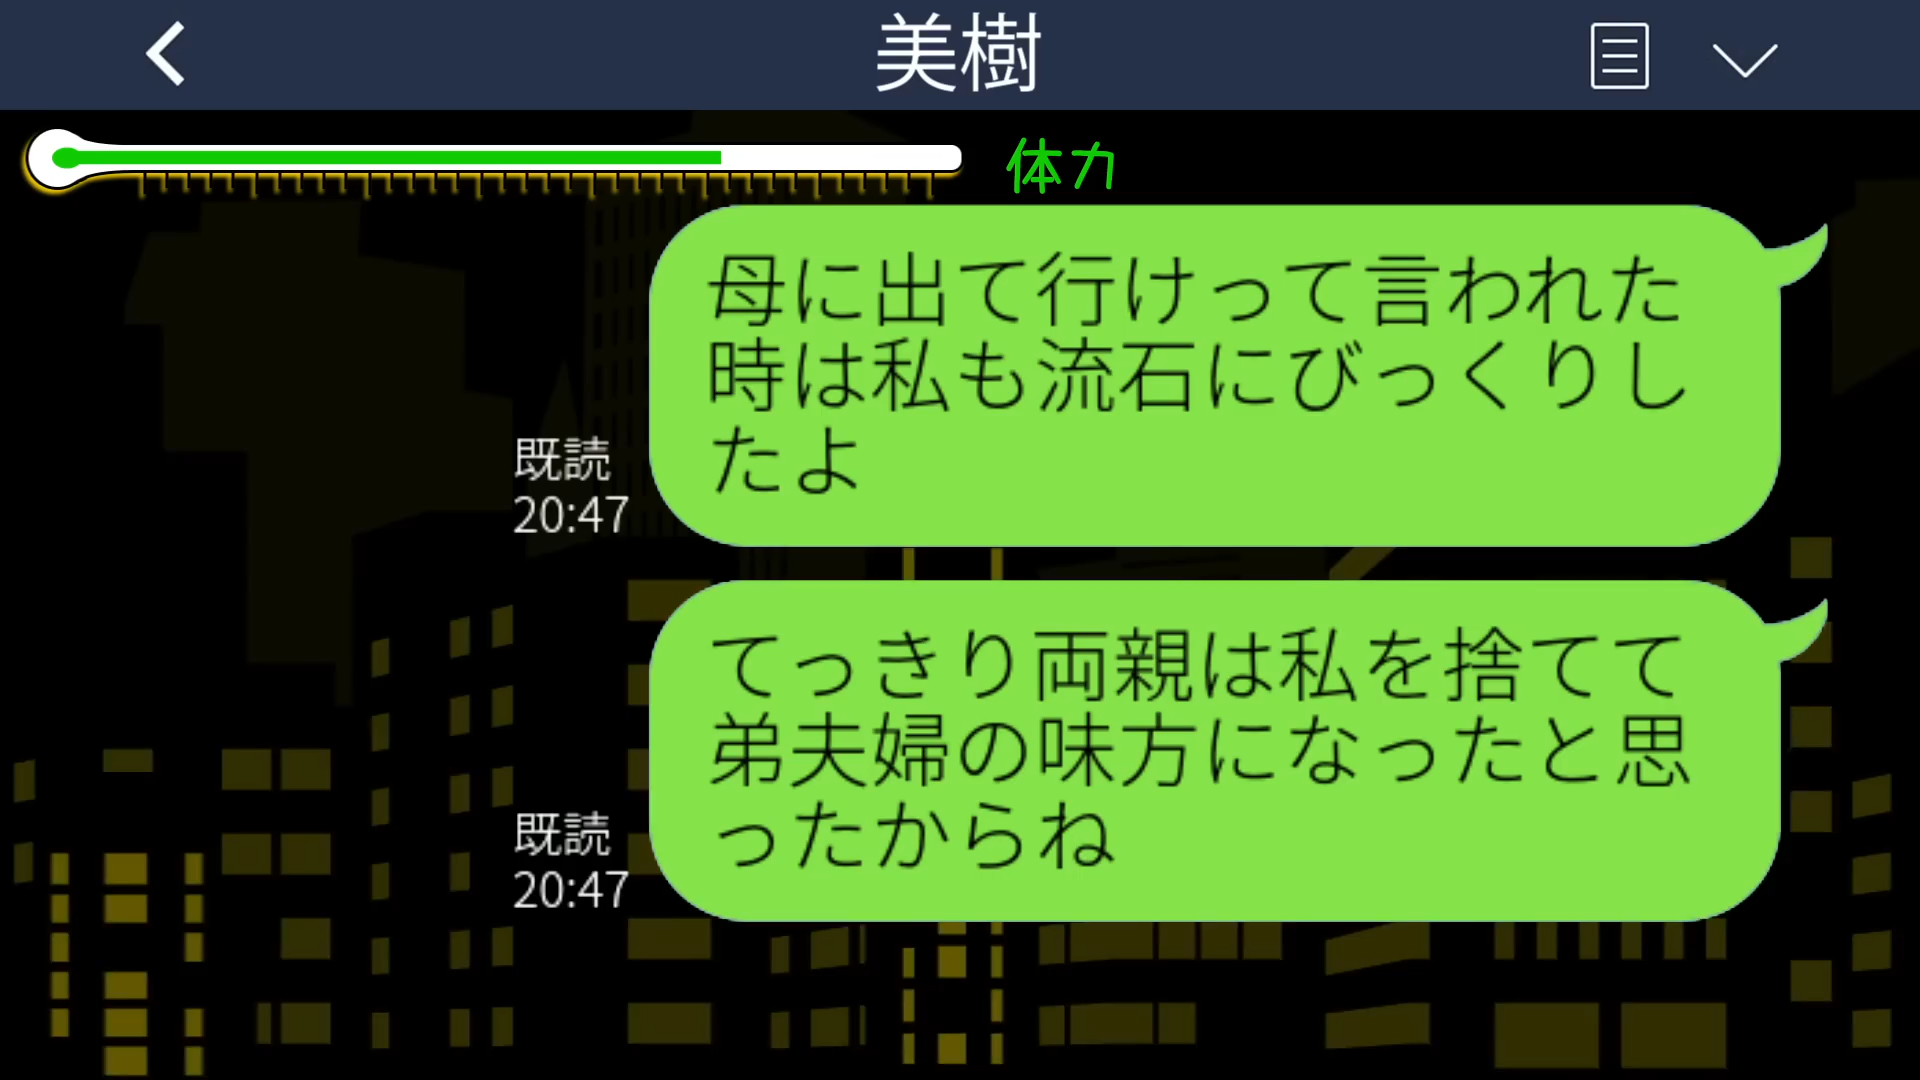 美樹
体力
母に出て行けって言われた
時は私も流石にびっくりし
たよ
既読
20:47
てっきり両親は私を捨てて
弟夫婦の味方になったと思
ったからね
既読
20:47